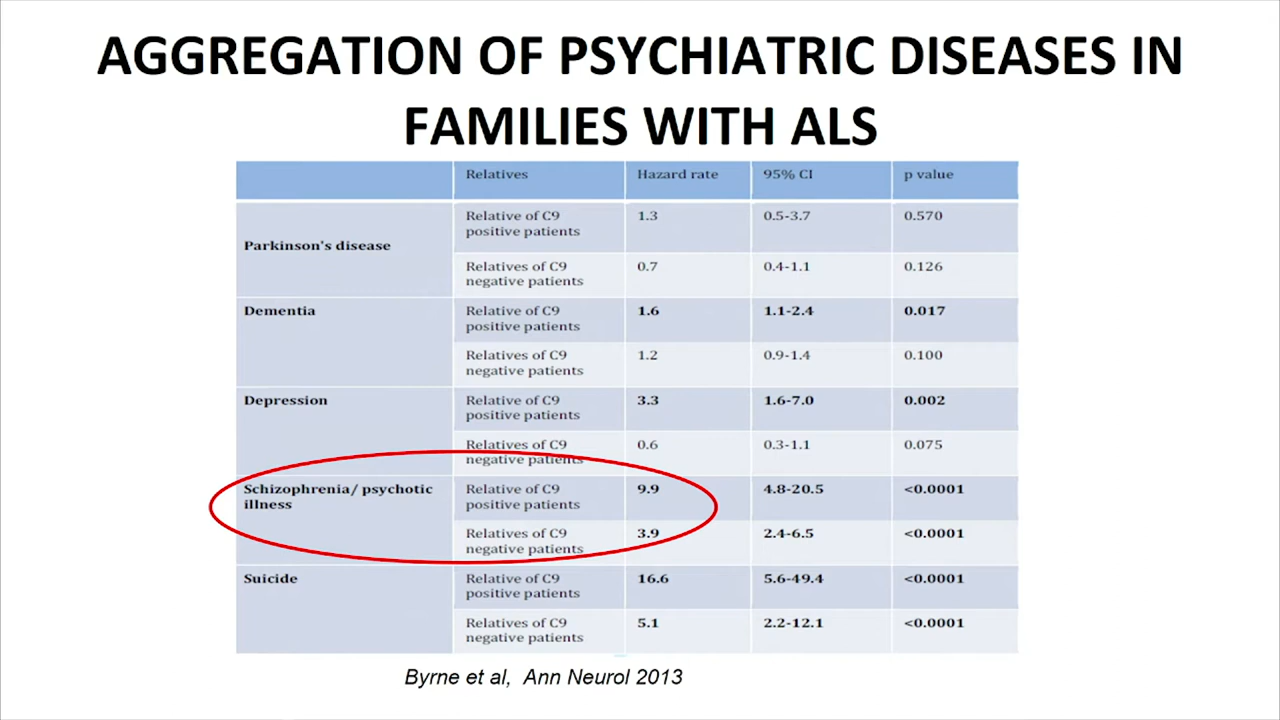 AGGREGATION OF PSYCHIATRIC DISEASES IN
FAMILIES WITH ALS
Relatives Hazard rate 95% CI p value
Parkinson's disease
Relative of C9
positive patients
1.3 0.5-3.7 0.570
Relatives of C9
negative patients
0.7 0.4-1.1 0.126
Dementia
Relative of C9
positive patients
1.6 1.1-2.4 0.017
Relatives of C9
negative patients
1.2 0.9-1.4 0.100
Depression
Relative of C9
positive patients
3.3 1.6-7.0 0.002
Relatives of C9
negative patients
0.6 0.3-1.1 0.075
Schizophrenia/ psychotic
illness
Relative of C9
positive patients
9.9 4.8-20.5 <0.0001
Relatives of C9
negative patients
3.9 2.4-6.5 <0.0001
Suicide
Relative of C9
positive patients
16.6 5.6-49.4 <0.0001
Relatives of C9
negative patients
5.1 2.2-12.1 <0.0001
Byrne et al, Ann Neurol 2013